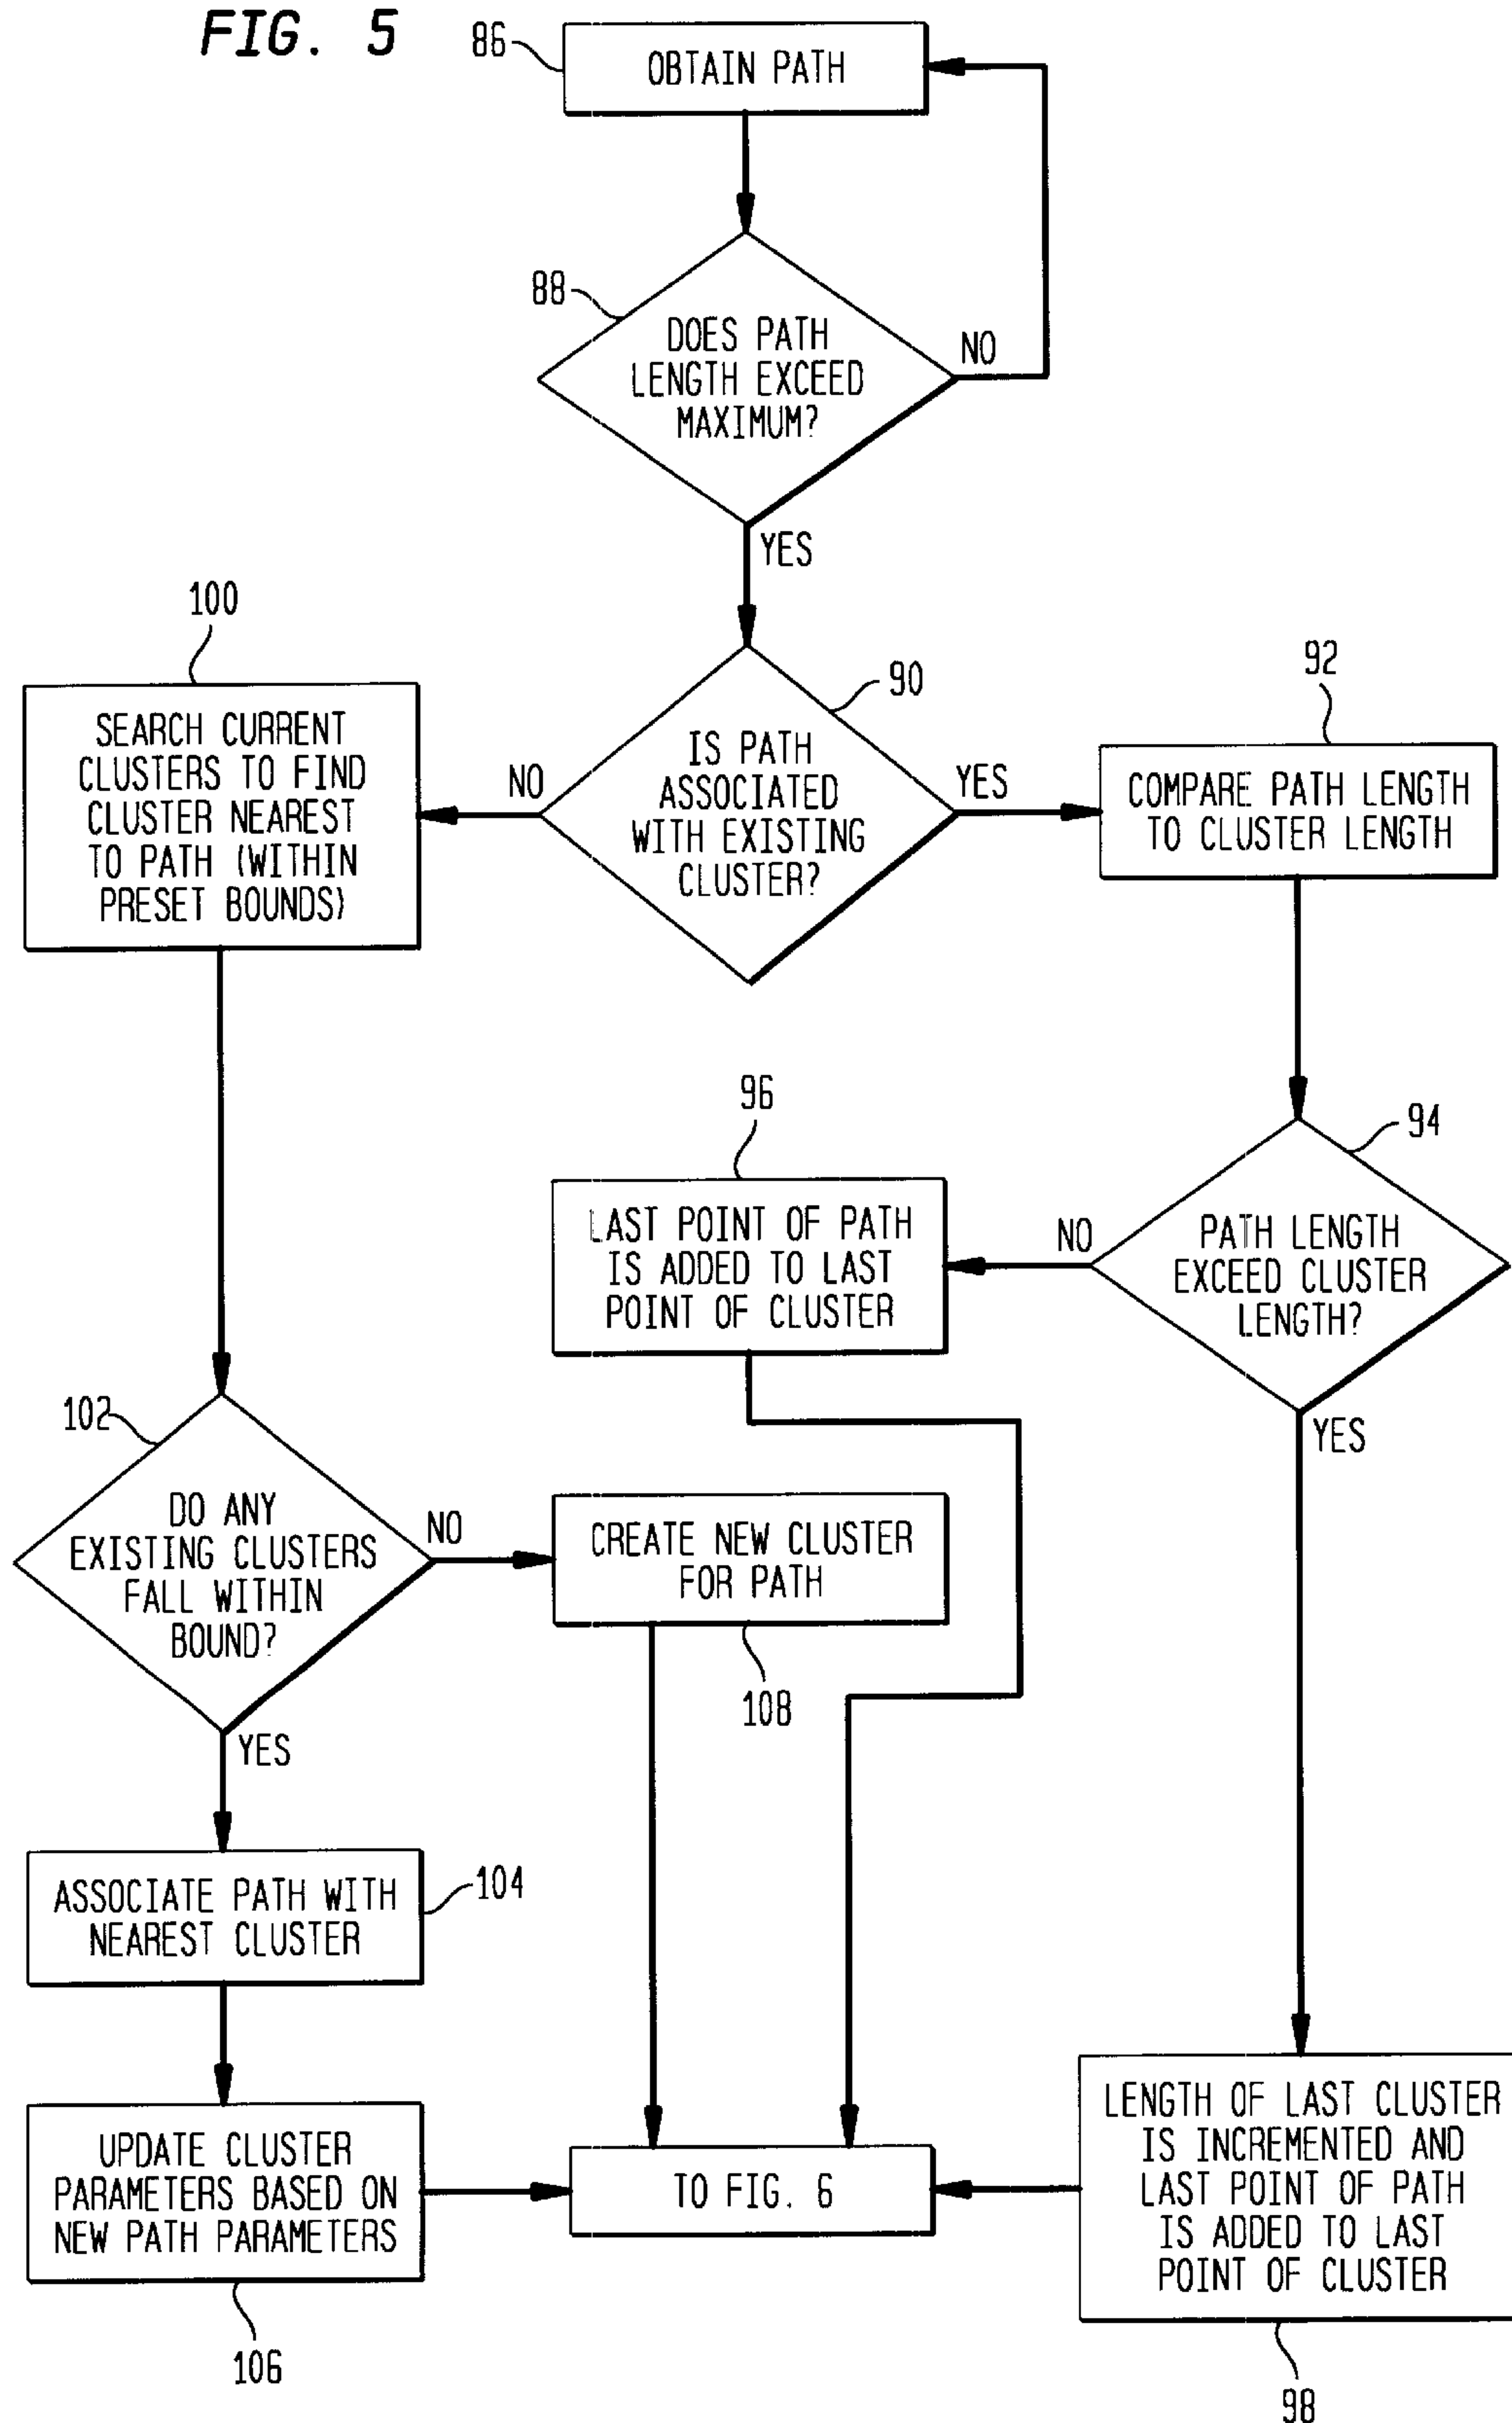 FIG. 5
86
OBTAIN PATH
88
DOES PATH
LENGTH EXCEED
MAXIMUM?
NO
YES
100
SEARCH CURRENT
CLUSTERS TO FIND
CLUSTER NEAREST
TO PATH (WITHIN
PRESET BOUNDS)
NO
90
IS PATH
ASSOCIATED
WITH EXISTING
CLUSTER?
YES
92
COMPARE PATH LENGTH
TO CLUSTER LENGTH
96
LAST POINT OF PATH
IS ADDED TO LAST
POINT OF CLUSTER
NO
94
PATH LENGTH
EXCEED CLUSTER
LENGTH?
YES
102
DO ANY
EXISTING CLUSTERS
FALL WITHIN
BOUND?
NO
CREATE NEW CLUSTER
FOR PATH
108
YES
ASSOCIATE PATH WITH
NEAREST CLUSTER
104
UPDATE CLUSTER
PARAMETERS BASED ON
NEW PATH PARAMETERS
106
TO FIG. 6
LENGTH OF LAST CLUSTER
IS INCREMENTED AND
LAST POINT OF PATH
IS ADDED TO LAST
POINT OF CLUSTER
98